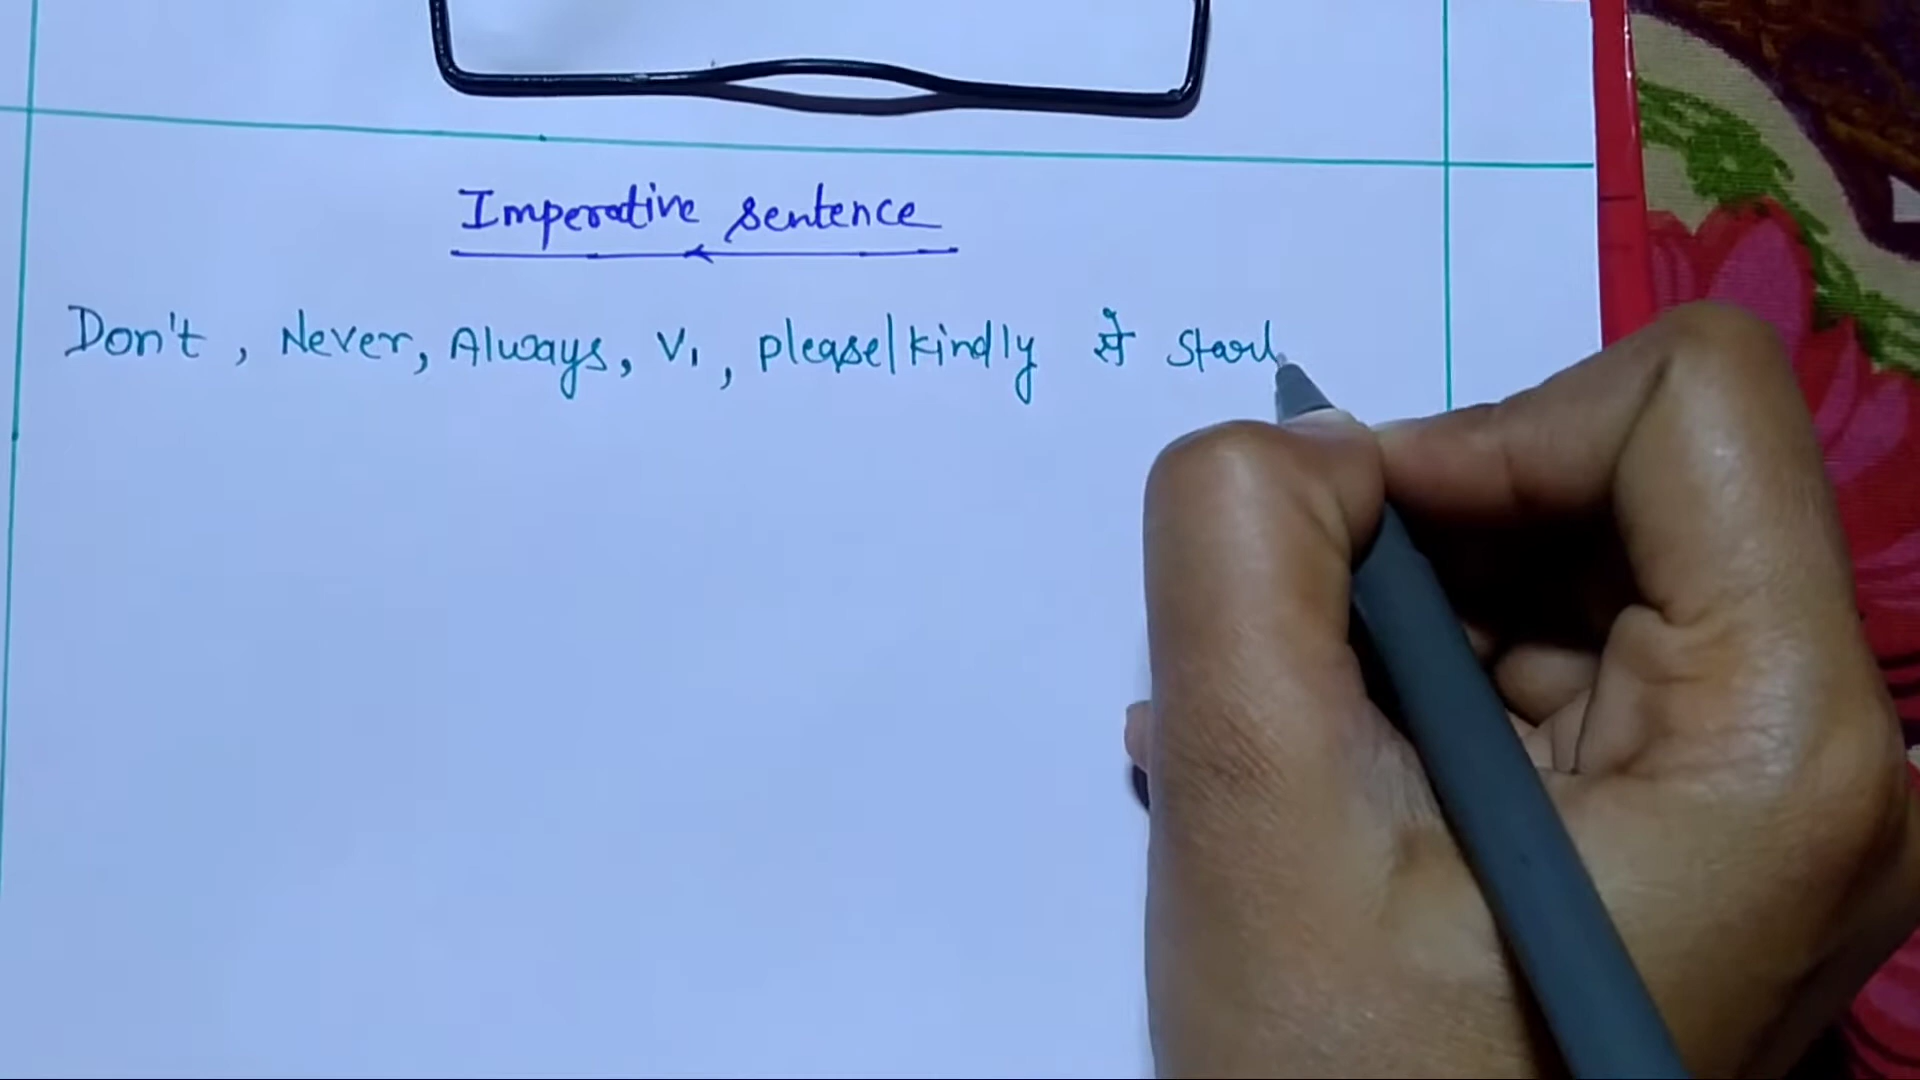 Imperative sentence
Don't, Never, Always, V₁, please/kindly से Start